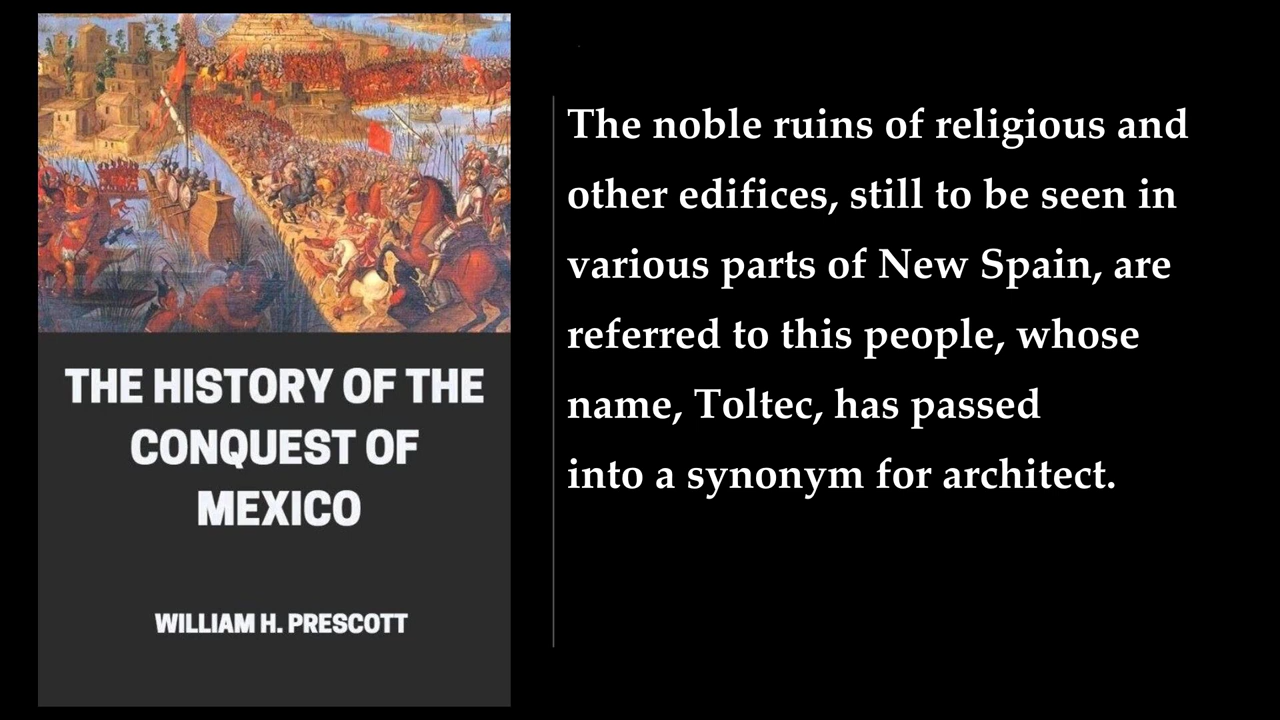 THE HISTORY OF THE
CONQUEST OF
MEXICO
WILLIAM H. PRESCOTT
The noble ruins of religious and
other edifices, still to be seen in
various parts of New Spain, are
referred to this people, whose
name, Toltec, has passed
into a synonym for architect.